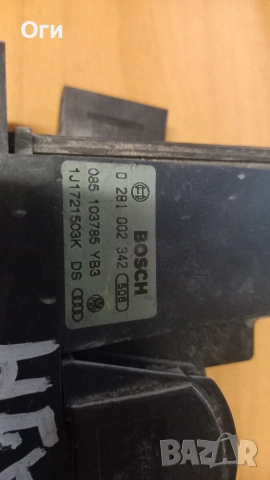 Оги
BOSCH
0 281 002 342 508
085 103785 YB3
1J1721503K DS
BAZAR
.bg